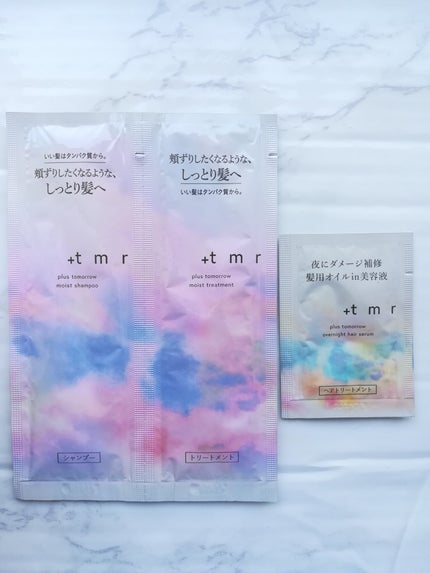 いい髪はタンパク質から。
頬ずりしたくなるような、
しっとり髪へ
+t m r
plus tomorrow
moist shampoo
シャンプー
頬ずりしたくなるような、
しっとり髪へ
いい髪はタンパク質から。
+t m r
plus tomorrow
moist treatment
トリートメント
夜にダメージ補修
髪用オイルin美容液
+t m r
plus tomorrow
overnight hair serum
ヘアトリートメント